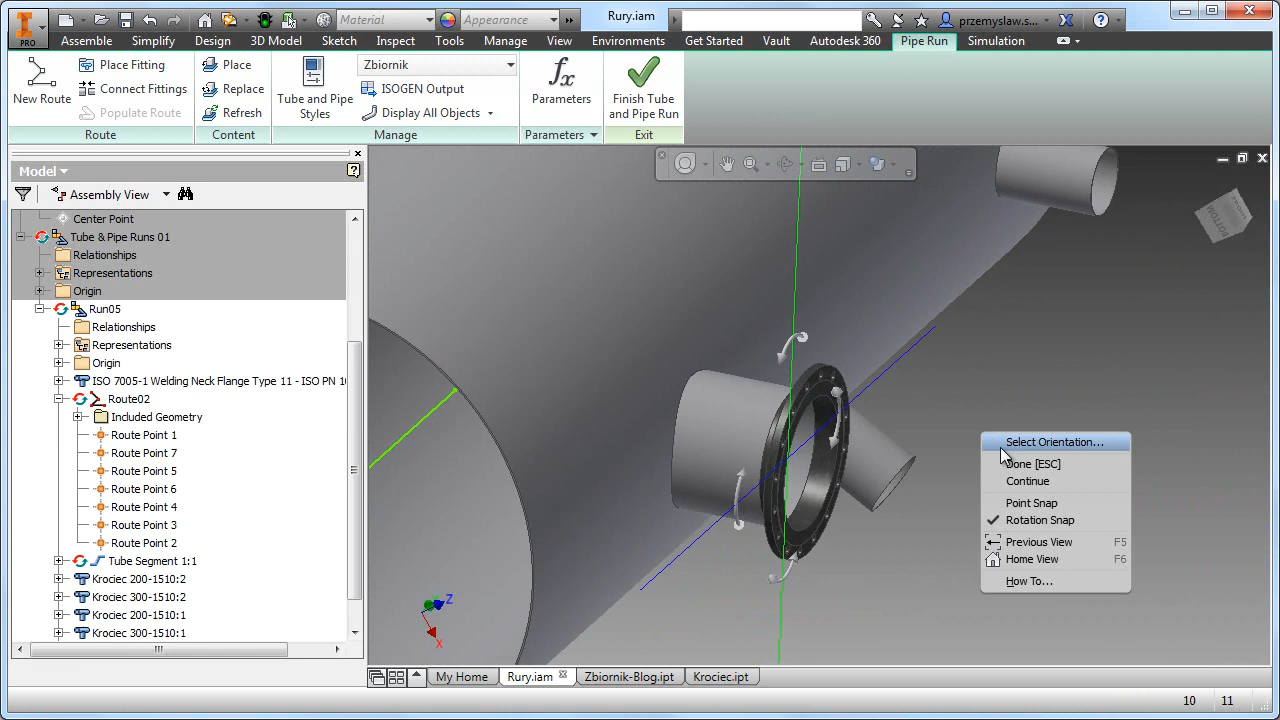 Rury.iam
Material
Appearance
przemyslaw.s...
PRO
Assemble Simplify Design 3D Model Sketch Inspect Tools Manage View Environments Get Started Vault Autodesk 360 Pipe Run Simulation
New Route
Place Fitting
Connect Fittings
Populate Route
Route
Place
Replace
Refresh
Content
Tube and Pipe
Styles
Zbiornik
ISOGEN Output
Display All Objects
Manage
Parameters
Parameters
Finish Tube
and Pipe Run
Exit
Model
Assembly View
Center Point
Tube & Pipe Runs 01
Relationships
Representations
Origin
Run05
Relationships
Representations
Origin
ISO 7005-1 Welding Neck Flange Type 11 - ISO PN 1
Route02
Included Geometry
Route Point 1
Route Point 7
Route Point 5
Route Point 6
Route Point 4
Route Point 3
Route Point 2
Tube Segment 1:1
Krociec 200-1510:2
Krociec 300-1510:2
Krociec 200-1510:1
Krociec 300-1510:1
BOTTOM
Select Orientation...
Done [ESC]
Continue
Point Snap
Rotation Snap
Previous View F5
Home View F6
How To...
Z
X
My Home Rury.iam Zbiornik-Blog.ipt Krociec.ipt
10 11